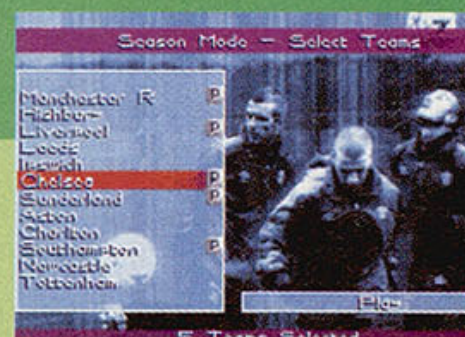 Season Mode - Select Teams
Manchester R P
Highbury
Liverpool P
Leeds
Ipswich
Chelsea P
Sunderland P
Aston
Charlton
Southampton P
Newcastle
Tottenham
Play
5 Teams Selected